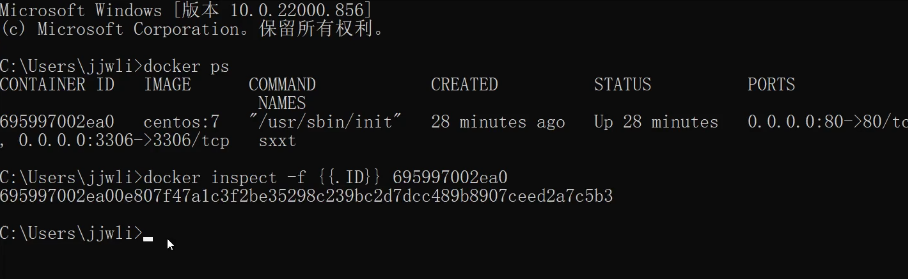 Microsoft Windows [版本 10.0.22000.856]
(c) Microsoft Corporation。保留所有权利。
C:\Users\jjwli>docker ps
CONTAINER ID   IMAGE      COMMAND            CREATED          STATUS          PORTS
NAMES
695997002ea0   centos:7   "/usr/sbin/init"   28 minutes ago   Up 28 minutes   0.0.0.0:80->80/tc
, 0.0.0.0:3306->3306/tcp   sxxt
C:\Users\jjwli>docker inspect -f {{.ID}} 695997002ea0
695997002ea00e807f47a1c3f2be35298c239bc2d7dcc489b8907ceed2a7c5b3
C:\Users\jjwli>